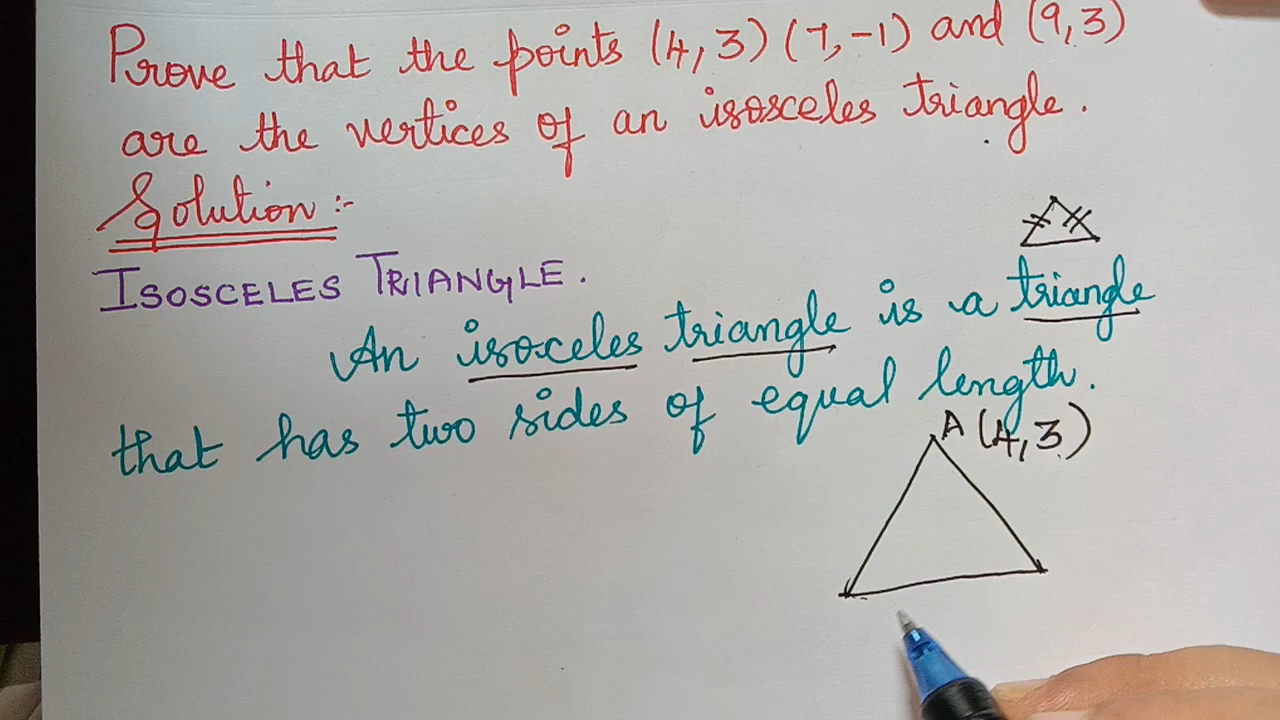 Prove that the points (4,3) (7,-1) and (9,3)
are the vertices of an isosceles triangle.
Solution :-
ISOSCELES TRIANGLE.
An isoceles triangle is a triangle
that has two sides of equal length.
A (4,3)